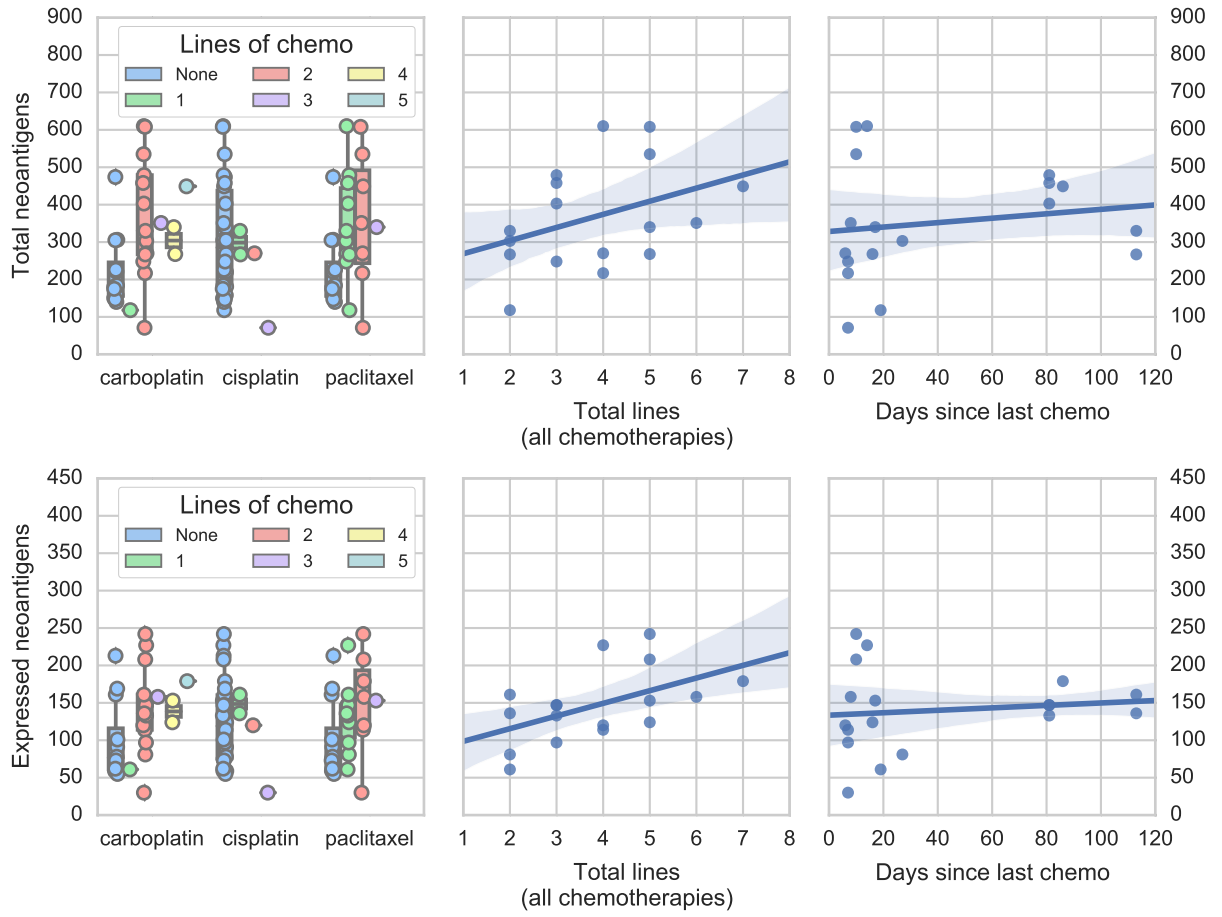 900
800
700
600
500
400
300
200
100
0
Total neoantigens
Lines of chemo
None 2 4
1 3 5
carboplatin cisplatin paclitaxel
1 2 3 4 5 6 7 8
Total lines
(all chemotherapies)
0 20 40 60 80 100 120
Days since last chemo
900
800
700
600
500
400
300
200
100
0
450
400
350
300
250
200
150
100
50
0
Expressed neoantigens
Lines of chemo
None 2 4
1 3 5
carboplatin cisplatin paclitaxel
1 2 3 4 5 6 7 8
Total lines
(all chemotherapies)
0 20 40 60 80 100 120
Days since last chemo
450
400
350
300
250
200
150
100
50
0